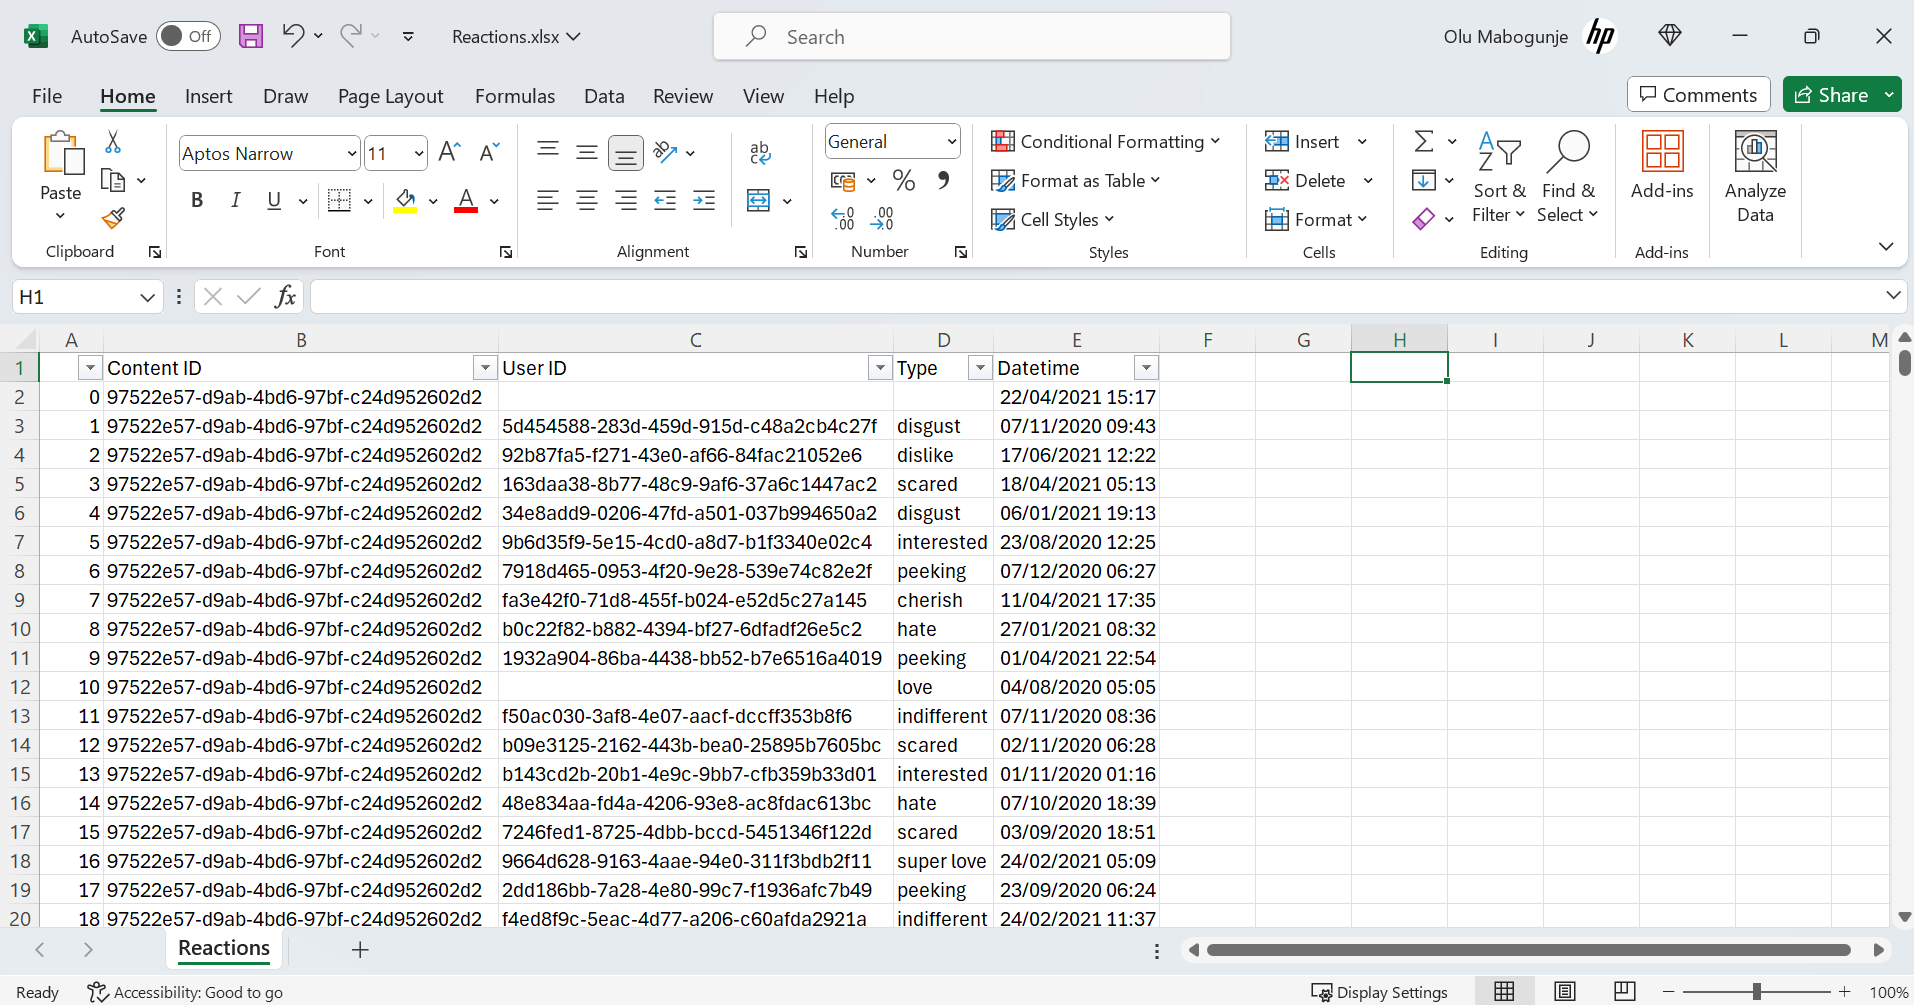 AutoSave Off Reactions.xlsx Search Olu Mabogunje hp
File Home Insert Draw Page Layout Formulas Data Review View Help Comments Share
Paste
Clipboard
Aptos Narrow 11
B I U A
Font
ab
Alignment
General
% 
Number
Conditional Formatting
Format as Table
Cell Styles
Styles
Insert
Delete
Format
Cells
Sort &
Filter
Find &
Select
Editing
Add-ins
Add-ins
Analyze
Data
H1 fx
A B C D E F G H I J K L M
1 Content ID User ID Type Datetime
2 0 97522e57-d9ab-4bd6-97bf-c24d952602d2 22/04/2021 15:17
3 1 97522e57-d9ab-4bd6-97bf-c24d952602d2 5d454588-283d-459d-915d-c48a2cb4c27f disgust 07/11/2020 09:43
4 2 97522e57-d9ab-4bd6-97bf-c24d952602d2 92b87fa5-f271-43e0-af66-84fac21052e6 dislike 17/06/2021 12:22
5 3 97522e57-d9ab-4bd6-97bf-c24d952602d2 163daa38-8b77-48c9-9af6-37a6c1447ac2 scared 18/04/2021 05:13
6 4 97522e57-d9ab-4bd6-97bf-c24d952602d2 34e8add9-0206-47fd-a501-037b994650a2 disgust 06/01/2021 19:13
7 5 97522e57-d9ab-4bd6-97bf-c24d952602d2 9b6d35f9-5e15-4cd0-a8d7-b1f3340e02c4 interested 23/08/2020 12:25
8 6 97522e57-d9ab-4bd6-97bf-c24d952602d2 7918d465-0953-4f20-9e28-539e74c82e2f peeking 07/12/2020 06:27
9 7 97522e57-d9ab-4bd6-97bf-c24d952602d2 fa3e42f0-71d8-455f-b024-e52d5c27a145 cherish 11/04/2021 17:35
10 8 97522e57-d9ab-4bd6-97bf-c24d952602d2 b0c22f82-b882-4394-bf27-6dfadf26e5c2 hate 27/01/2021 08:32
11 9 97522e57-d9ab-4bd6-97bf-c24d952602d2 1932a904-86ba-4438-bb52-b7e6516a4019 peeking 01/04/2021 22:54
12 10 97522e57-d9ab-4bd6-97bf-c24d952602d2 love 04/08/2020 05:05
13 11 97522e57-d9ab-4bd6-97bf-c24d952602d2 f50ac030-3af8-4e07-aacf-dccff353b8f6 indifferent 07/11/2020 08:36
14 12 97522e57-d9ab-4bd6-97bf-c24d952602d2 b09e3125-2162-443b-bea0-25895b7605bc scared 02/11/2020 06:28
15 13 97522e57-d9ab-4bd6-97bf-c24d952602d2 b143cd2b-20b1-4e9c-9bb7-cfb359b33d01 interested 01/11/2020 01:16
16 14 97522e57-d9ab-4bd6-97bf-c24d952602d2 48e834aa-fd4a-4206-93e8-ac8fdac613bc hate 07/10/2020 18:39
17 15 97522e57-d9ab-4bd6-97bf-c24d952602d2 7246fed1-8725-4dbb-bccd-5451346f122d scared 03/09/2020 18:51
18 16 97522e57-d9ab-4bd6-97bf-c24d952602d2 9664d628-9163-4aae-94e0-311f3bdb2f11 super love 24/02/2021 05:09
19 17 97522e57-d9ab-4bd6-97bf-c24d952602d2 2dd186bb-7a28-4e80-99c7-f1936afc7b49 peeking 23/09/2020 06:24
20 18 97522e57-d9ab-4bd6-97bf-c24d952602d2 f4ed8f9c-5eac-4d77-a206-c60afda2921a indifferent 24/02/2021 11:37
Reactions
Ready Accessibility: Good to go Display Settings 100%